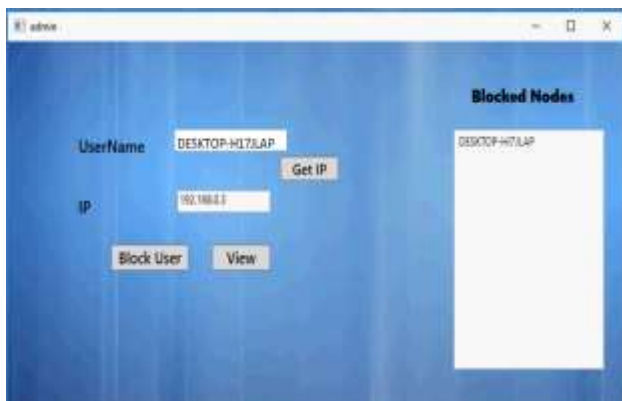 admin
Blocked Nodes
UserName
DESKTOP-H17JLAP
DESKTOP-H17JLAP
Get IP
IP
192.168.0.3
Block User
View